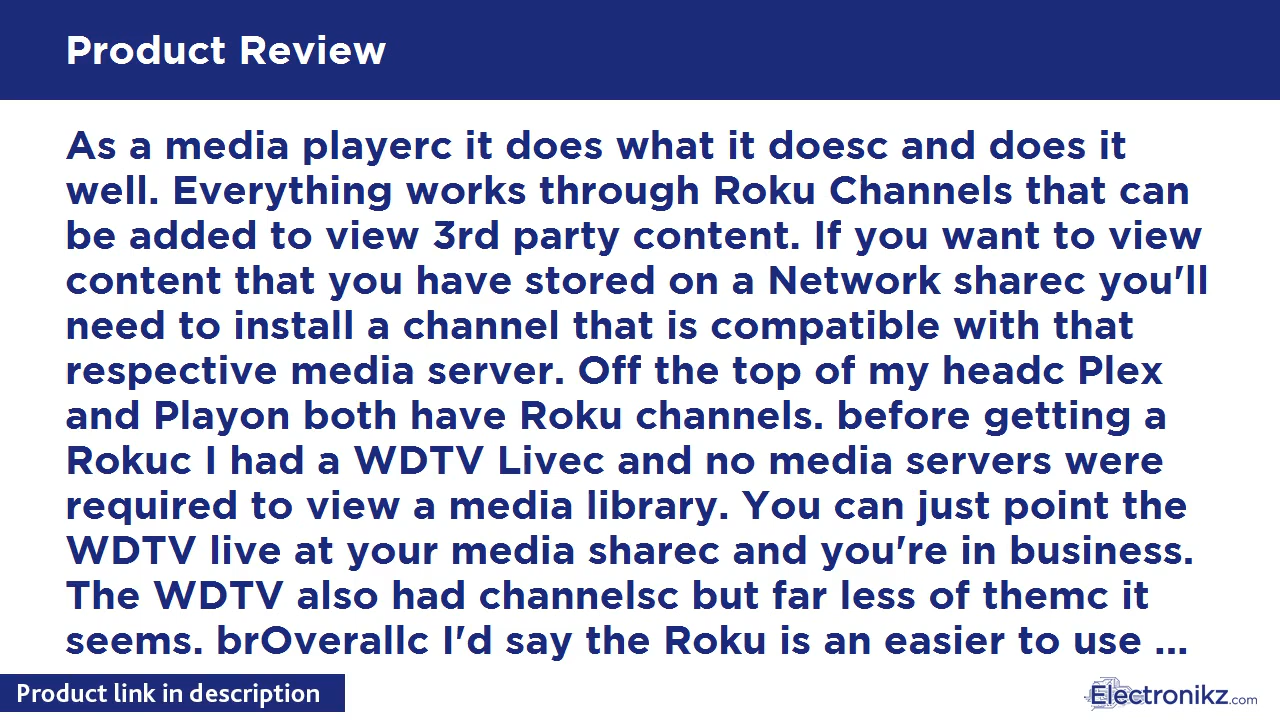 Product Review
As a media playerc it does what it doesc and does it
well. Everything works through Roku Channels that can
be added to view 3rd party content. If you want to view
content that you have stored on a Network sharec you'll
need to install a channel that is compatible with that
respective media server. Off the top of my headc Plex
and Playon both have Roku channels. before getting a
Rokuc I had a WDTV Livec and no media servers were
required to view a media library. You can just point the
WDTV live at your media sharec and you're in business.
The WDTV also had channelsc but far less of themc it
seems. brOverallc I'd say the Roku is an easier to use ...
Product link in description
Electronikz.com